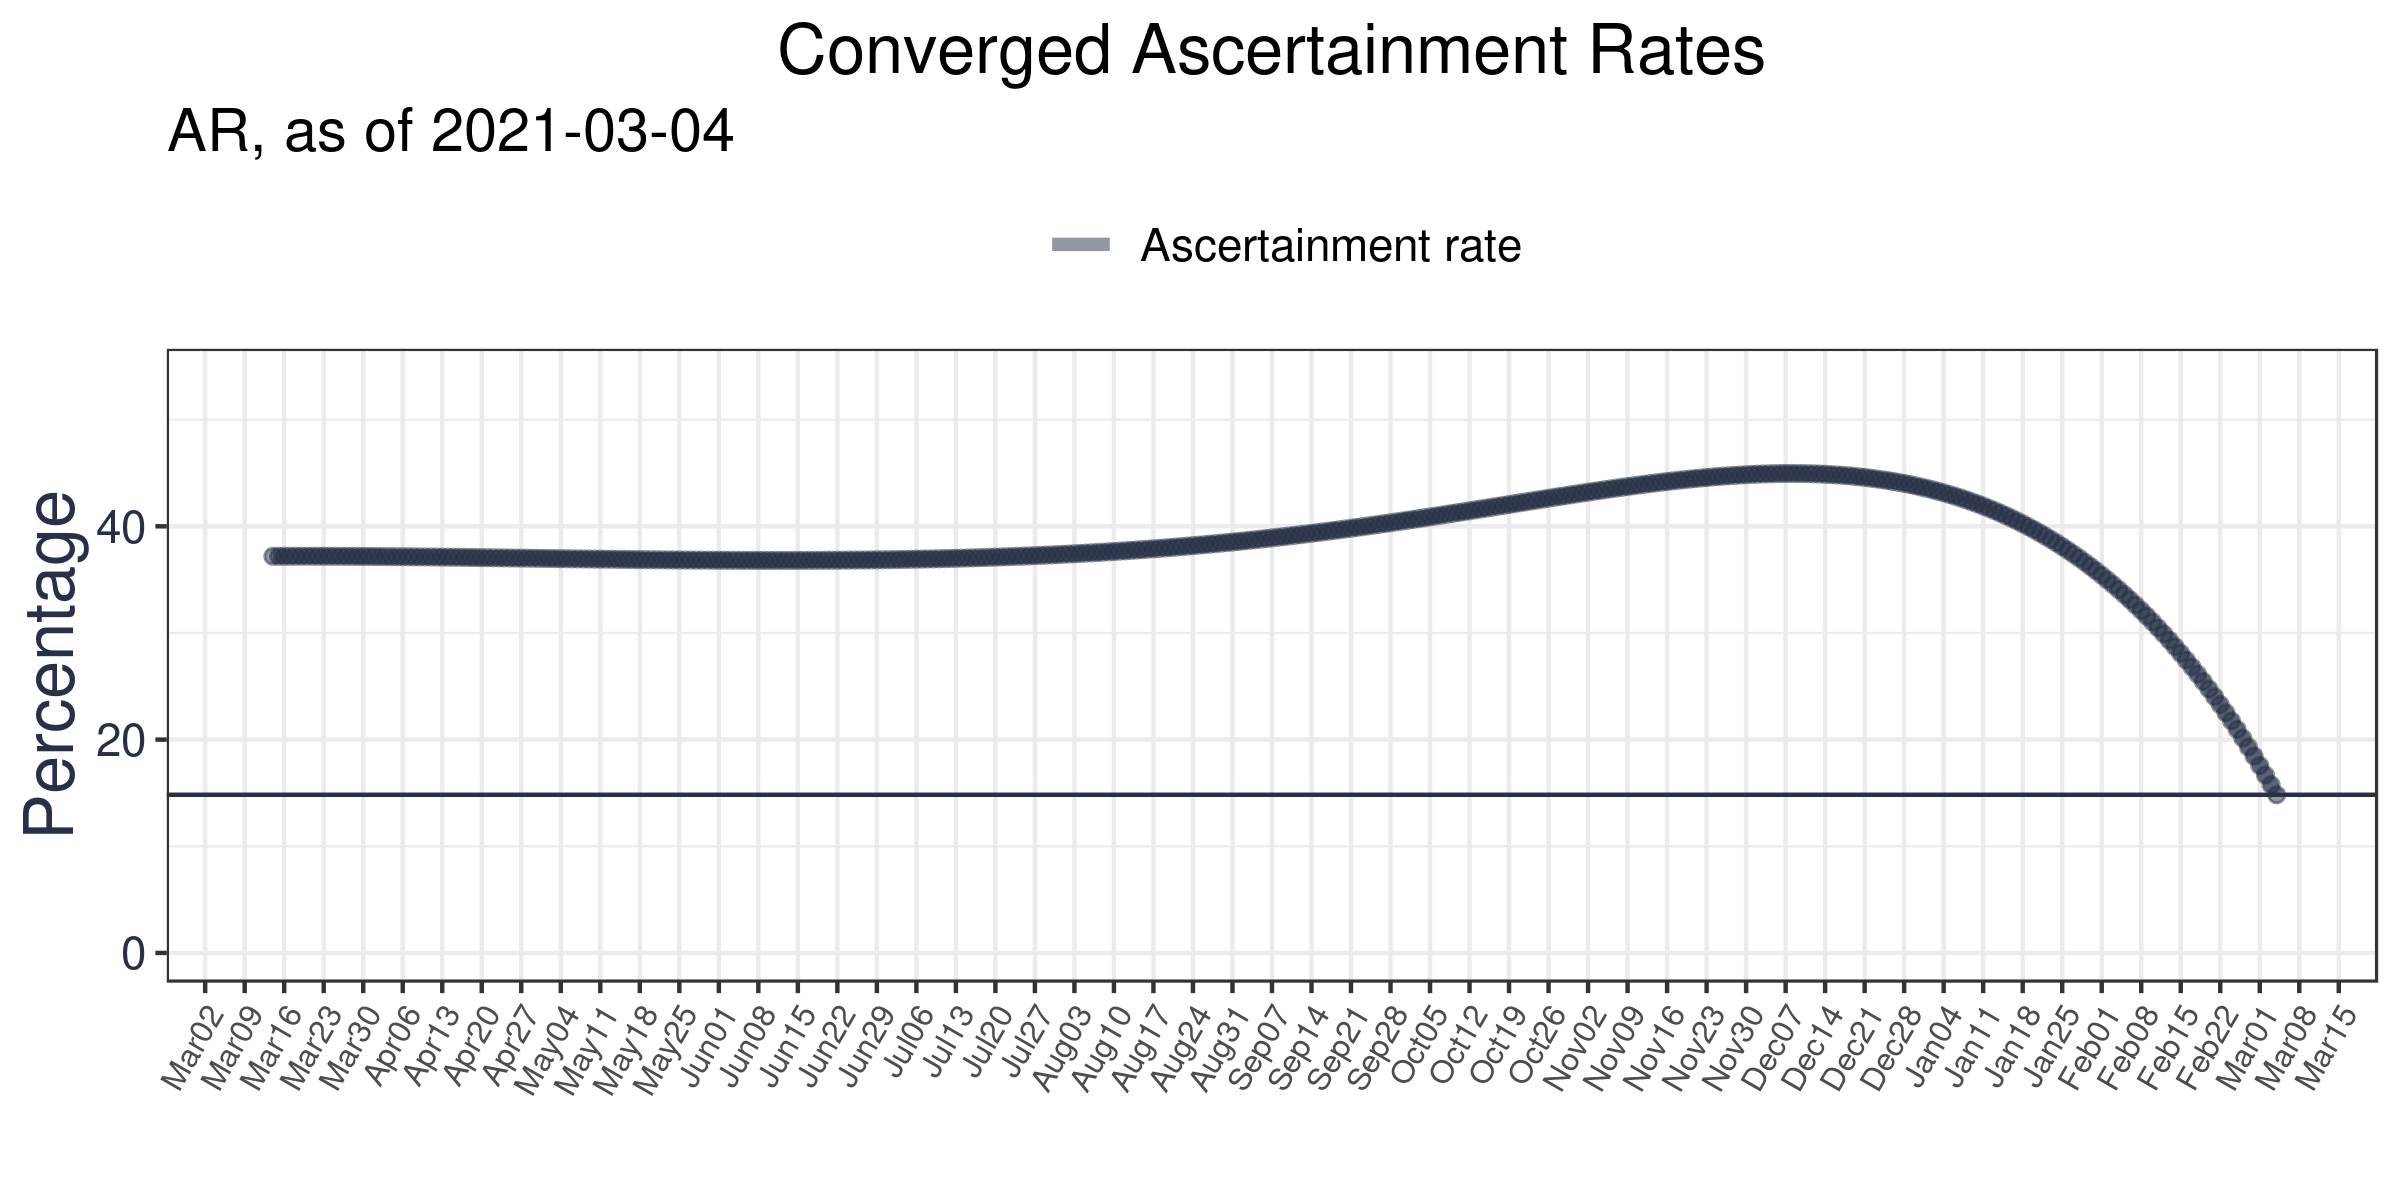 Converged Ascertainment Rates
AR, as of 2021-03-04
Ascertainment rate
Percentage
40
20
0
Mar02
Mar09
Mar16
Mar23
Mar30
Apr06
Apr13
Apr20
Apr27
May04
May11
May18
May25
Jun01
Jun08
Jun15
Jun22
Jun29
Jul06
Jul13
Jul20
Jul27
Aug03
Aug10
Aug17
Aug24
Aug31
Sep07
Sep14
Sep21
Sep28
Oct05
Oct12
Oct19
Oct26
Nov02
Nov09
Nov16
Nov23
Nov30
Dec07
Dec14
Dec21
Dec28
Jan04
Jan11
Jan18
Jan25
Feb01
Feb08
Feb15
Feb22
Mar01
Mar08
Mar15